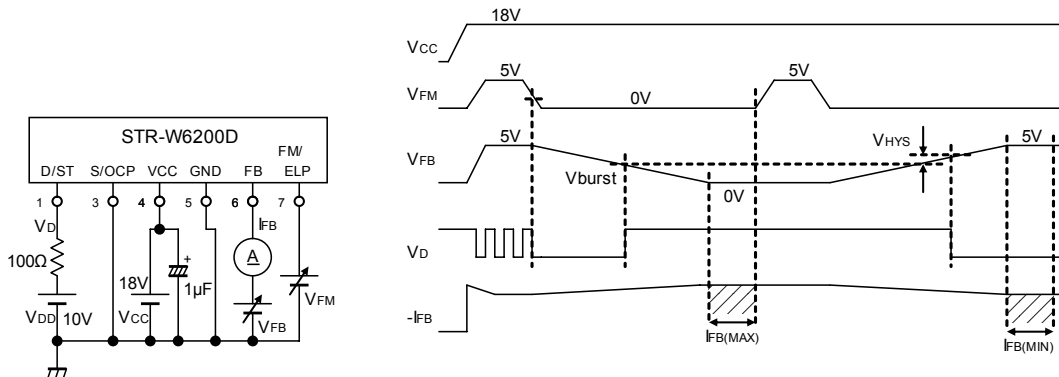 STR-W6200D
FM/
D/ST S/OCP VCC GND FB ELP
1 3 4 5 6 7
VD
IFB
100Ω
A
+
18V
1µF
VFM
VDD 10V
VCC
VFB
18V
VCC
5V 5V
VFM 0V
5V VHYS 5V
VFB
Vburst
0V
VD
-IFB
IFB(MAX) IFB(MIN)